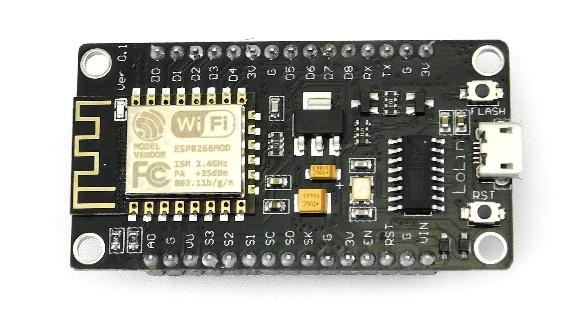 D0 D1 D2 D3 D4 3V G D5 D6 D7 D8 RX TX G 3V
Ver 0.1
FLASH
WiFi
MODEL
VENDOR
ESP8266MOD
ISM 2.4GHz
PA +25dBm
802.11b/g/n
FCC
LoLin
RST
A0 G VU S3 S2 S1 SC S0 SK G 3V EN RST G VIN